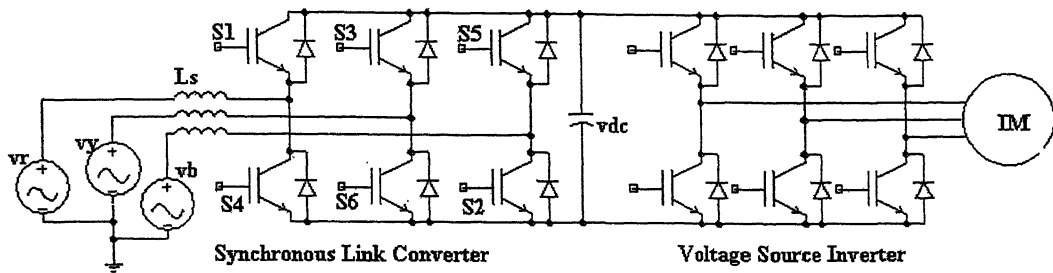 S1
S3
S5
Ls
vdc
IM
vr
vy
vb
S4
S6
S2
Synchronous Link Converter
Voltage Source Inverter